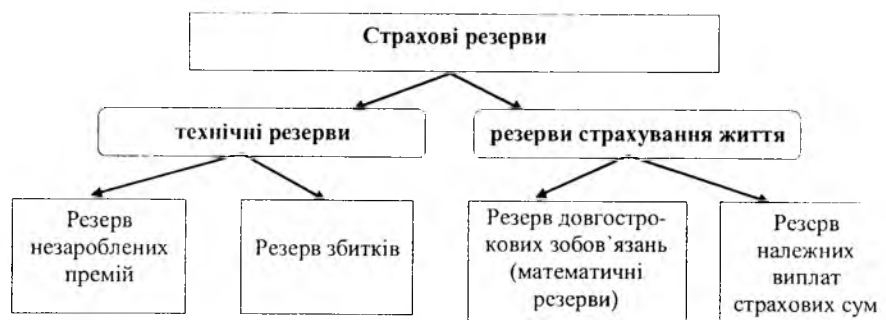 Страхові резерви
технічні резерви
резерви страхування життя
Резерв
незароблених
премій
Резерв збитків
Резерв довгостро-
кових зобов`язань
(математичні
резерви)
Резерв
належних
виплат
страхових сум